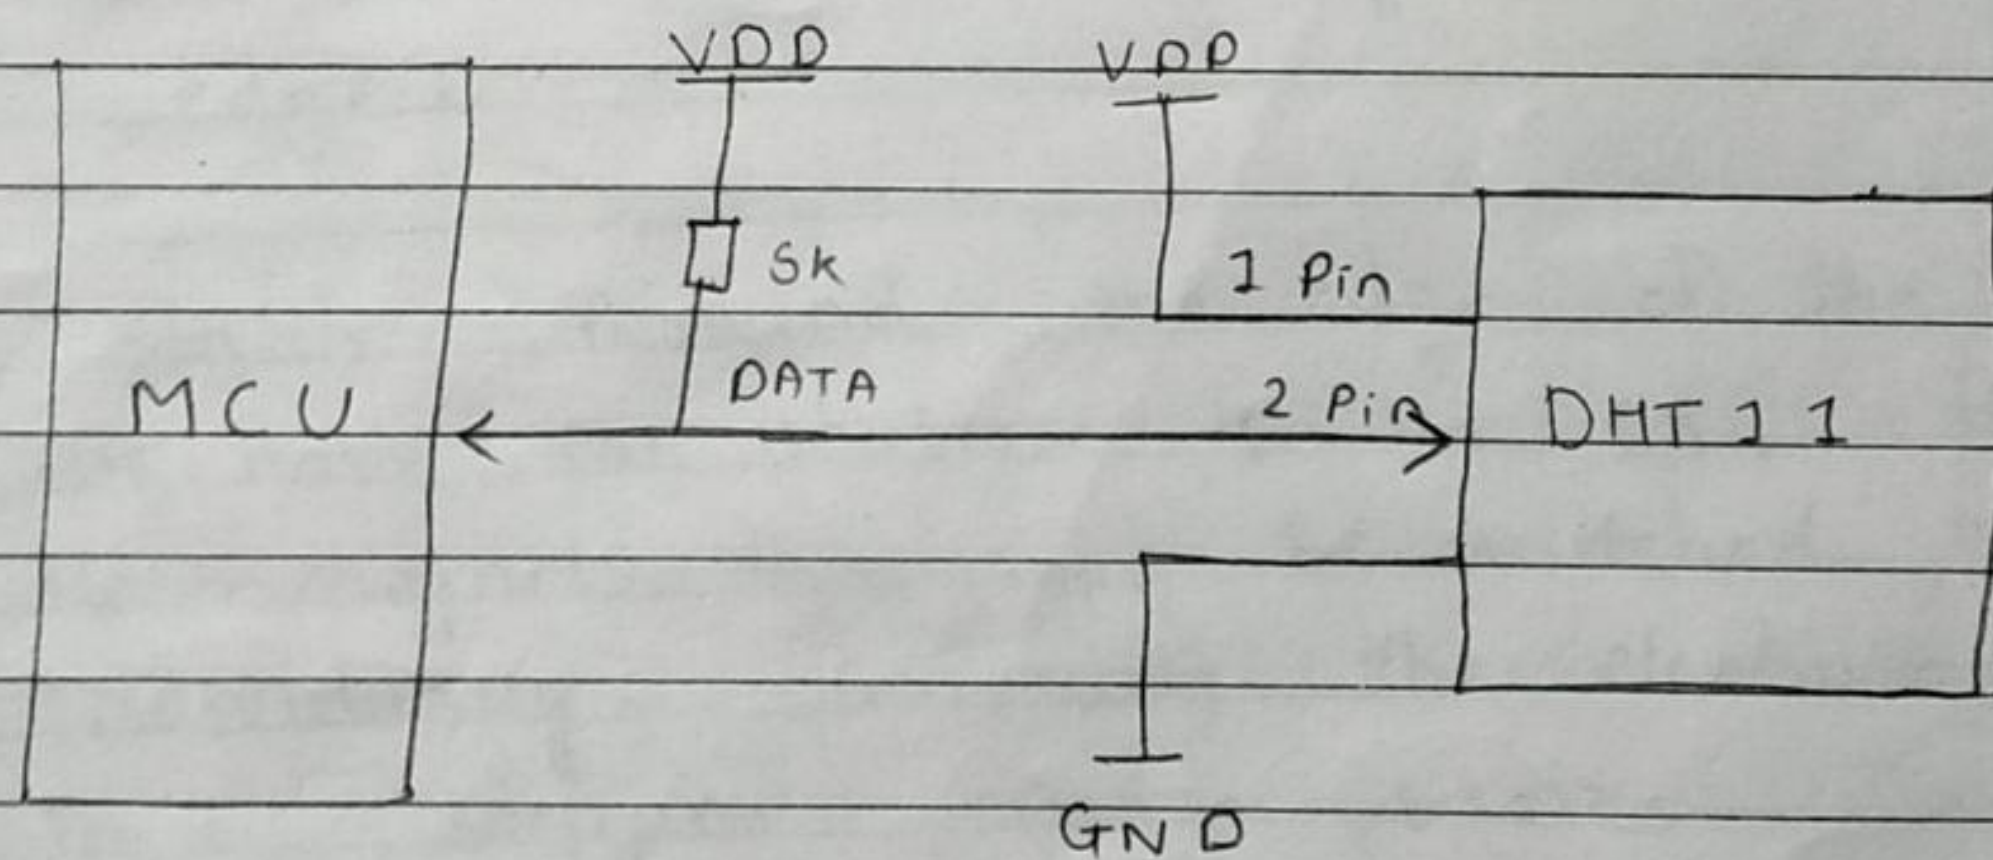 VDD
VDD
5k
1 Pin
DATA
2 Pin
MCU
DHT11
GND